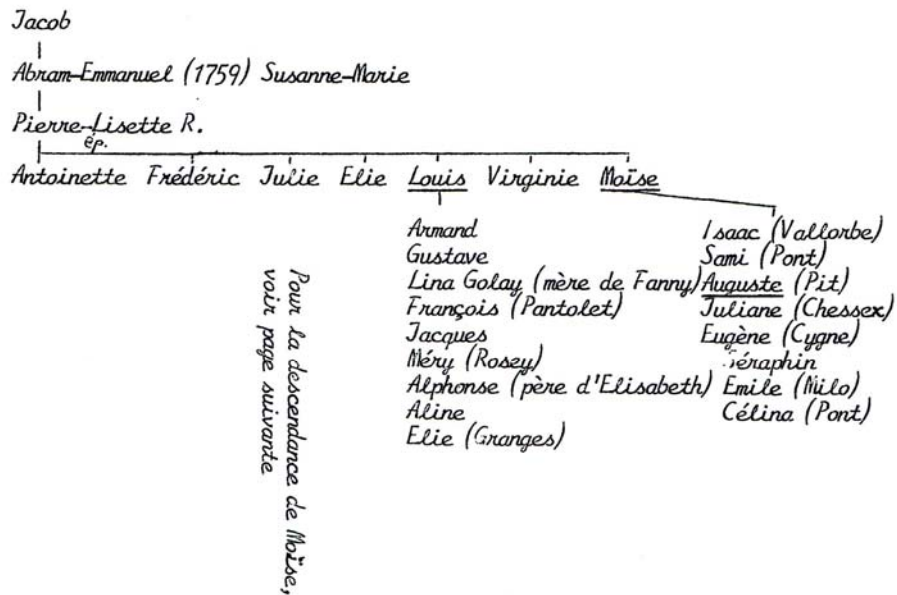 Jacob
Abram-Emmanuel (1759) Susanne-Marie
Pierre-Lisette R.
ép.
Antoinette Frédéric Julie Elie Louis Virginie Moïse
Armand
Gustave
Lina Golay (mère de Fanny)
François (Pantolet)
Jacques
Méry (Rosey)
Alphonse (père d'Elisabeth)
Aline
Elie (Granges)
Isaac (Vallorbe)
Sami (Pont)
Auguste (Pit)
Juliane (Chessex)
Eugène (Cygne)
Séraphin
Emile (Milo)
Célina (Pont)
Pour la descendance de Moïse,
voir page suivante